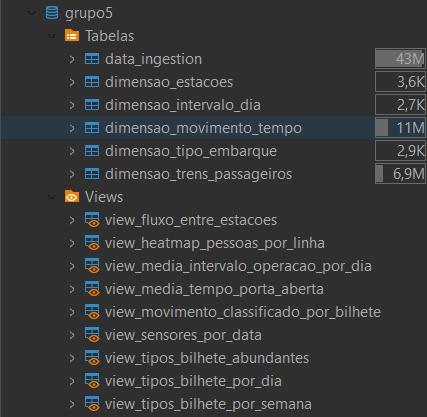 grupo5
Tabelas
data_ingestion 43M
dimensao_estacoes 3,6K
dimensao_intervalo_dia 2,7K
dimensao_movimento_tempo 11M
dimensao_tipo_embarque 2,9K
dimensao_trens_passageiros 6,9M
Views
view_fluxo_entre_estacoes
view_heatmap_pessoas_por_linha
view_media_intervalo_operacao_por_dia
view_media_tempo_porta_aberta
view_movimento_classificado_por_bilhete
view_sensores_por_data
view_tipos_bilhete_abundantes
view_tipos_bilhete_por_dia
view_tipos_bilhete_por_semana